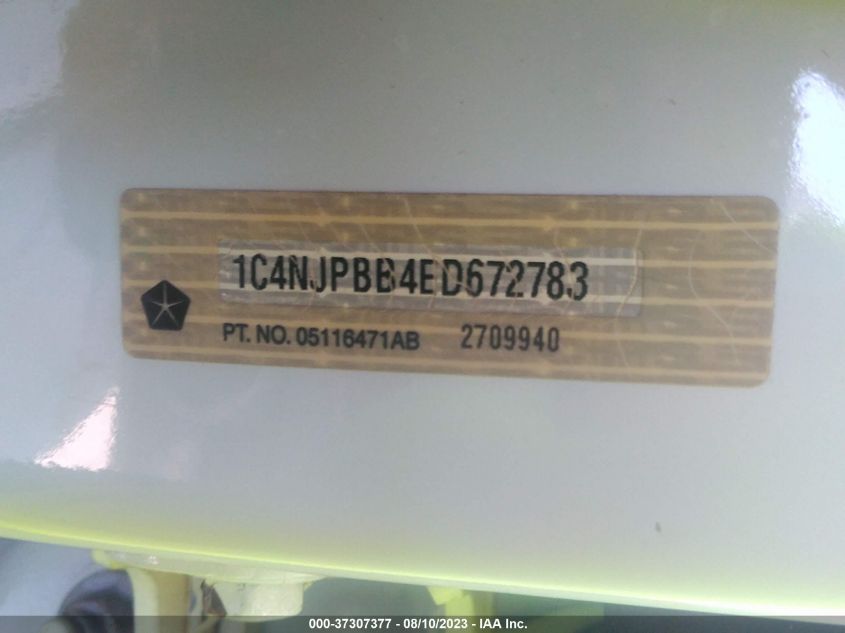 1C4NJPBB4ED672783
PT. NO. 05116471AB 2709940
000-37307377 - 08/10/2023 - IAA Inc.